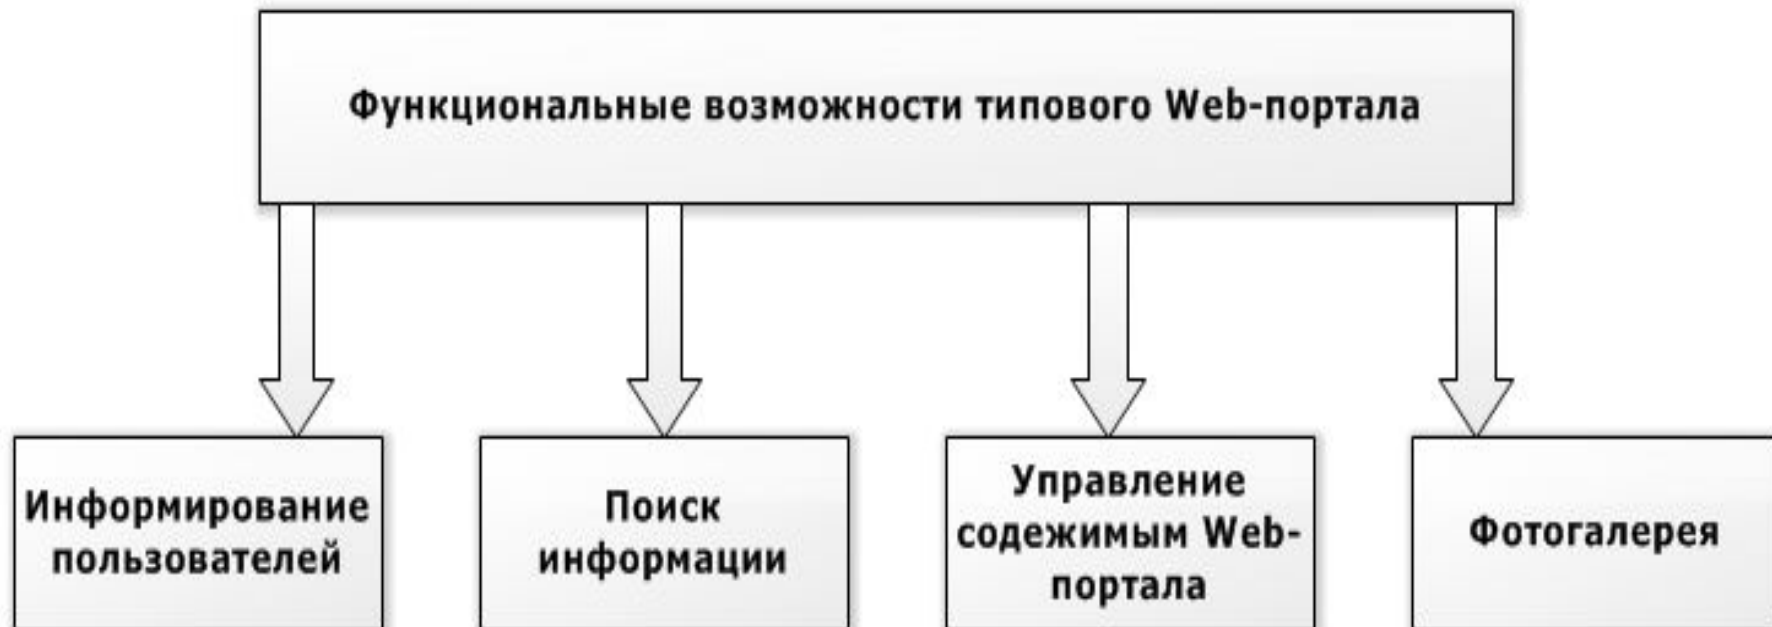 Функциональные возможности типового Web-портала
Информирование
пользователей
Поиск
информации
Управление
содежимым Web-
портала
Фотогалерея